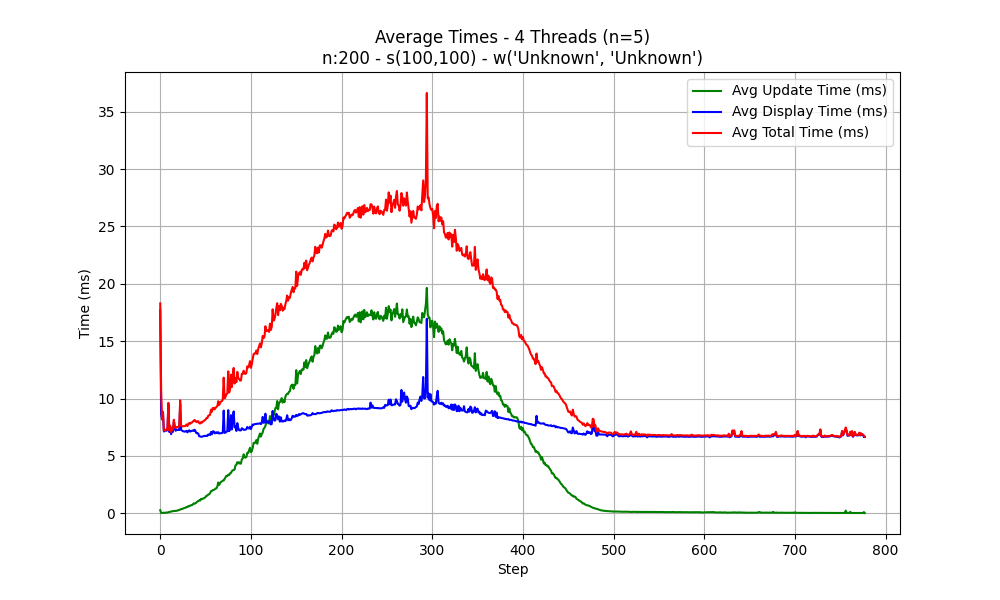 Average Times - 4 Threads (n=5)
n:200 - s(100,100) - w('Unknown', 'Unknown')
Avg Update Time (ms)
Avg Display Time (ms)
Avg Total Time (ms)
Time (ms)
35
30
25
20
15
10
5
0
0 100 200 300 400 500 600 700 800
Step